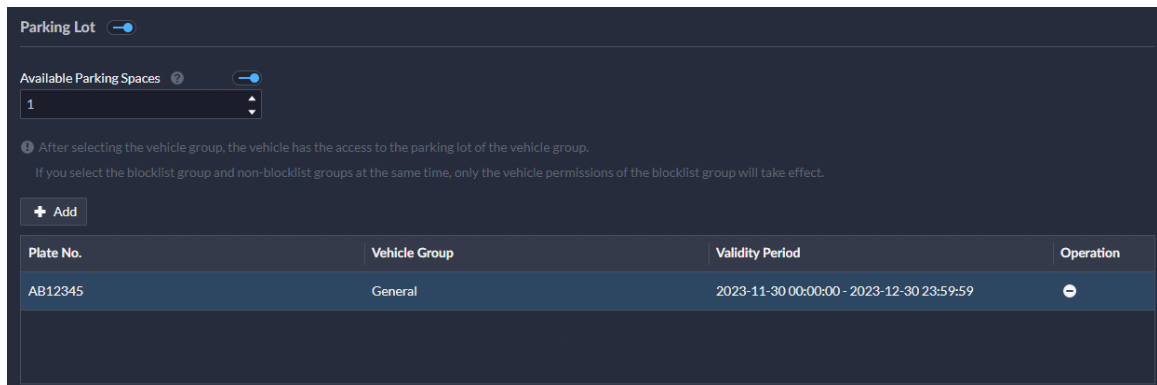 Parking Lot
Available Parking Spaces ?
1
! After selecting the vehicle group, the vehicle has the access to the parking lot of the vehicle group.
If you select the blocklist group and non-blocklist groups at the same time, only the vehicle permissions of the blocklist group will take effect.
+ Add
Plate No. Vehicle Group Validity Period Operation
AB12345 General 2023-11-30 00:00:00 - 2023-12-30 23:59:59